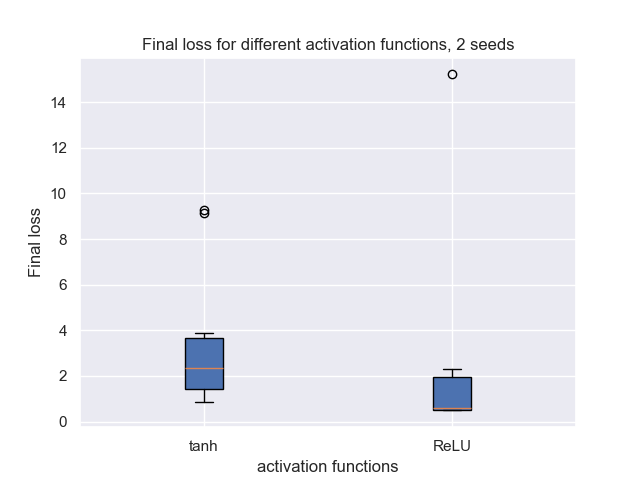 Final loss for different activation functions, 2 seeds
14
12
10
8
6
4
2
0
Final loss
tanh
ReLU
activation functions